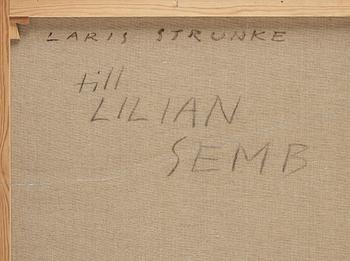 LARIS STRUNKE
till
LILIAN
SEMB